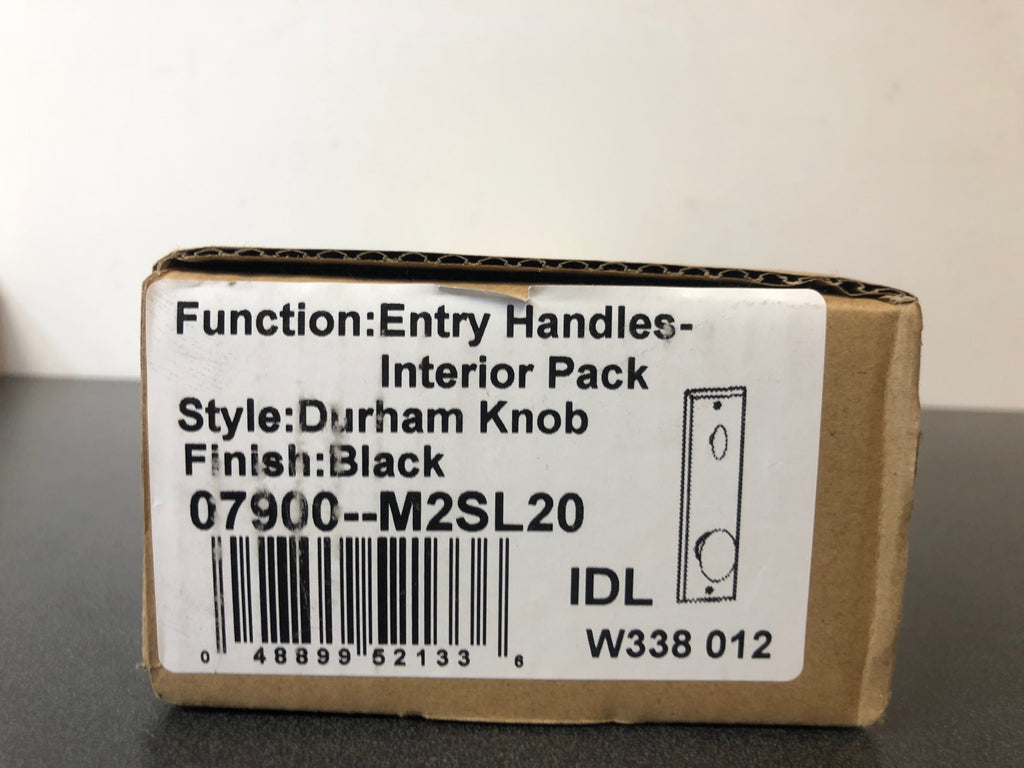 Function:Entry Handles-
Interior Pack
Style:Durham Knob
Finish:Black
07900--M2SL20
IDL
0 48899 52133 6
W338 012